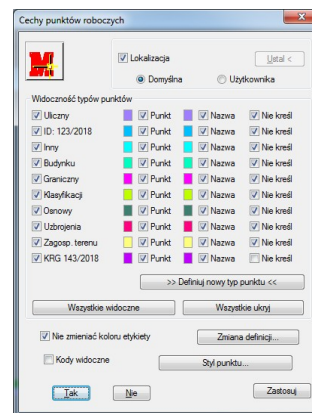 Cechy punktów roboczych
Lokalizacja
Ustal <
Domyślna Użytkownika
Widoczność typów punktów
Uliczny Punkt Nazwa Nie kreśl
ID: 123/2018 Punkt Nazwa Nie kreśl
Inny Punkt Nazwa Nie kreśl
Budynku Punkt Nazwa Nie kreśl
Graniczny Punkt Nazwa Nie kreśl
Klasyfikacji Punkt Nazwa Nie kreśl
Osnowy Punkt Nazwa Nie kreśl
Uzbrojenia Punkt Nazwa Nie kreśl
Zagosp. terenu Punkt Nazwa Nie kreśl
KRG 143/2018 Punkt Nazwa Nie kreśl
>> Definiuj nowy typ punktu <<
Wszystkie widoczne Wszystkie ukryj
Nie zmieniać koloru etykiety Zmiana definicji...
Kody widoczne Styl punktu...
Tak Nie Zastosuj